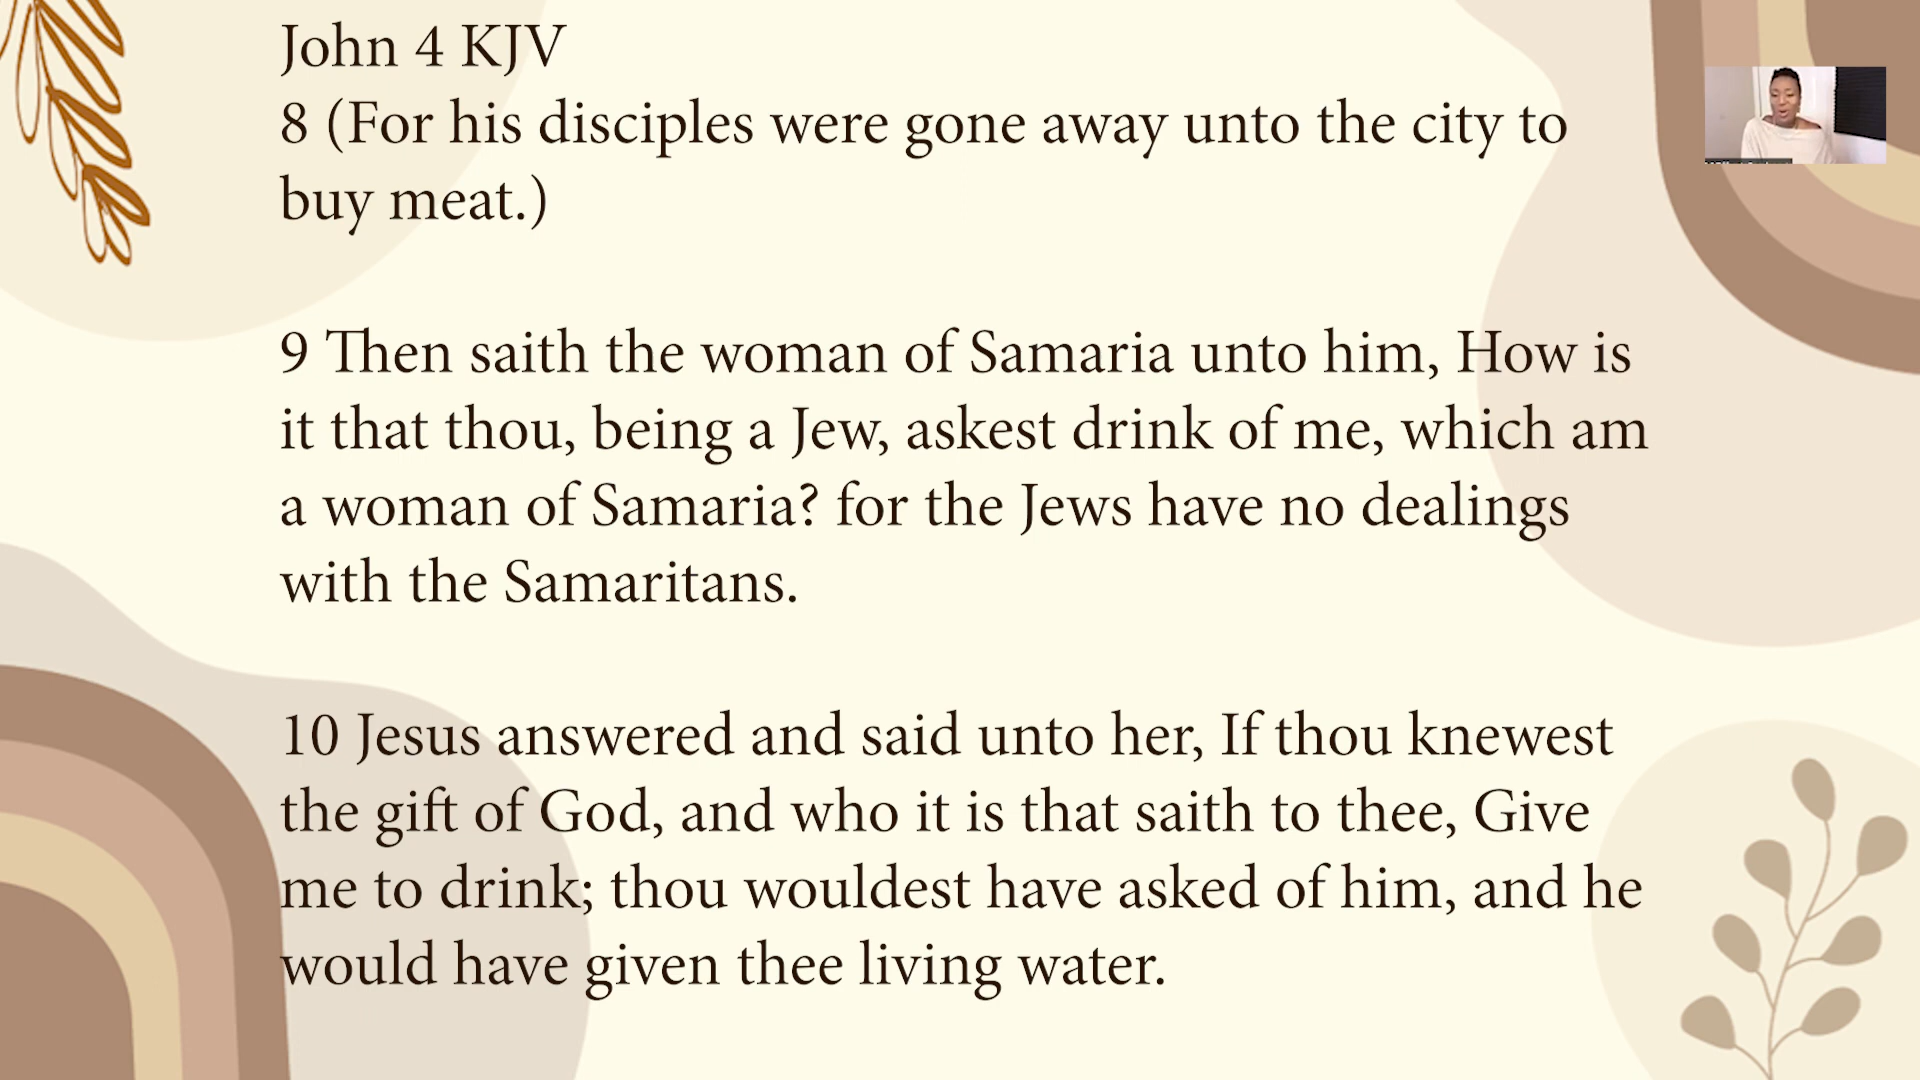 John 4 KJV
8 (For his disciples were gone away unto the city to
buy meat.)
9 Then saith the woman of Samaria unto him, How is
it that thou, being a Jew, askest drink of me, which am
a woman of Samaria? for the Jews have no dealings
with the Samaritans.
10 Jesus answered and said unto her, If thou knewest
the gift of God, and who it is that saith to thee, Give
me to drink; thou wouldest have asked of him, and he
would have given thee living water.